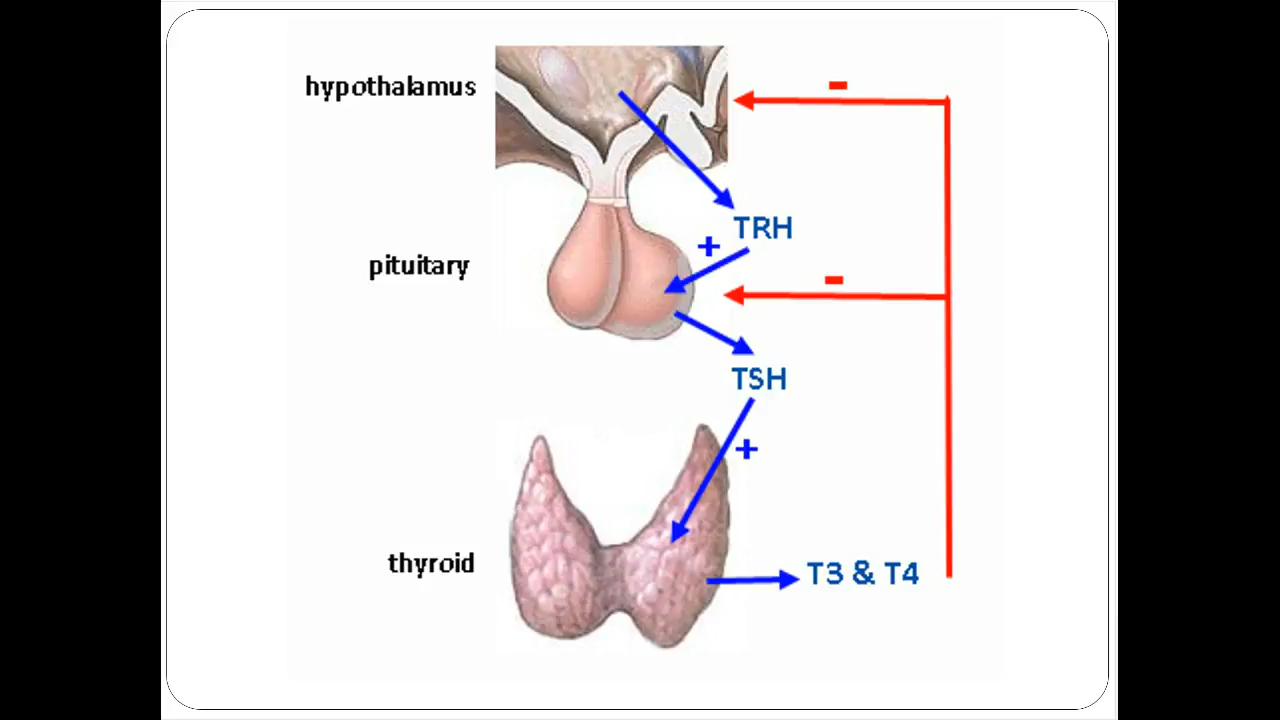 hypothalamus
-
TRH
+
pituitary
-
TSH
+
thyroid
T3 & T4